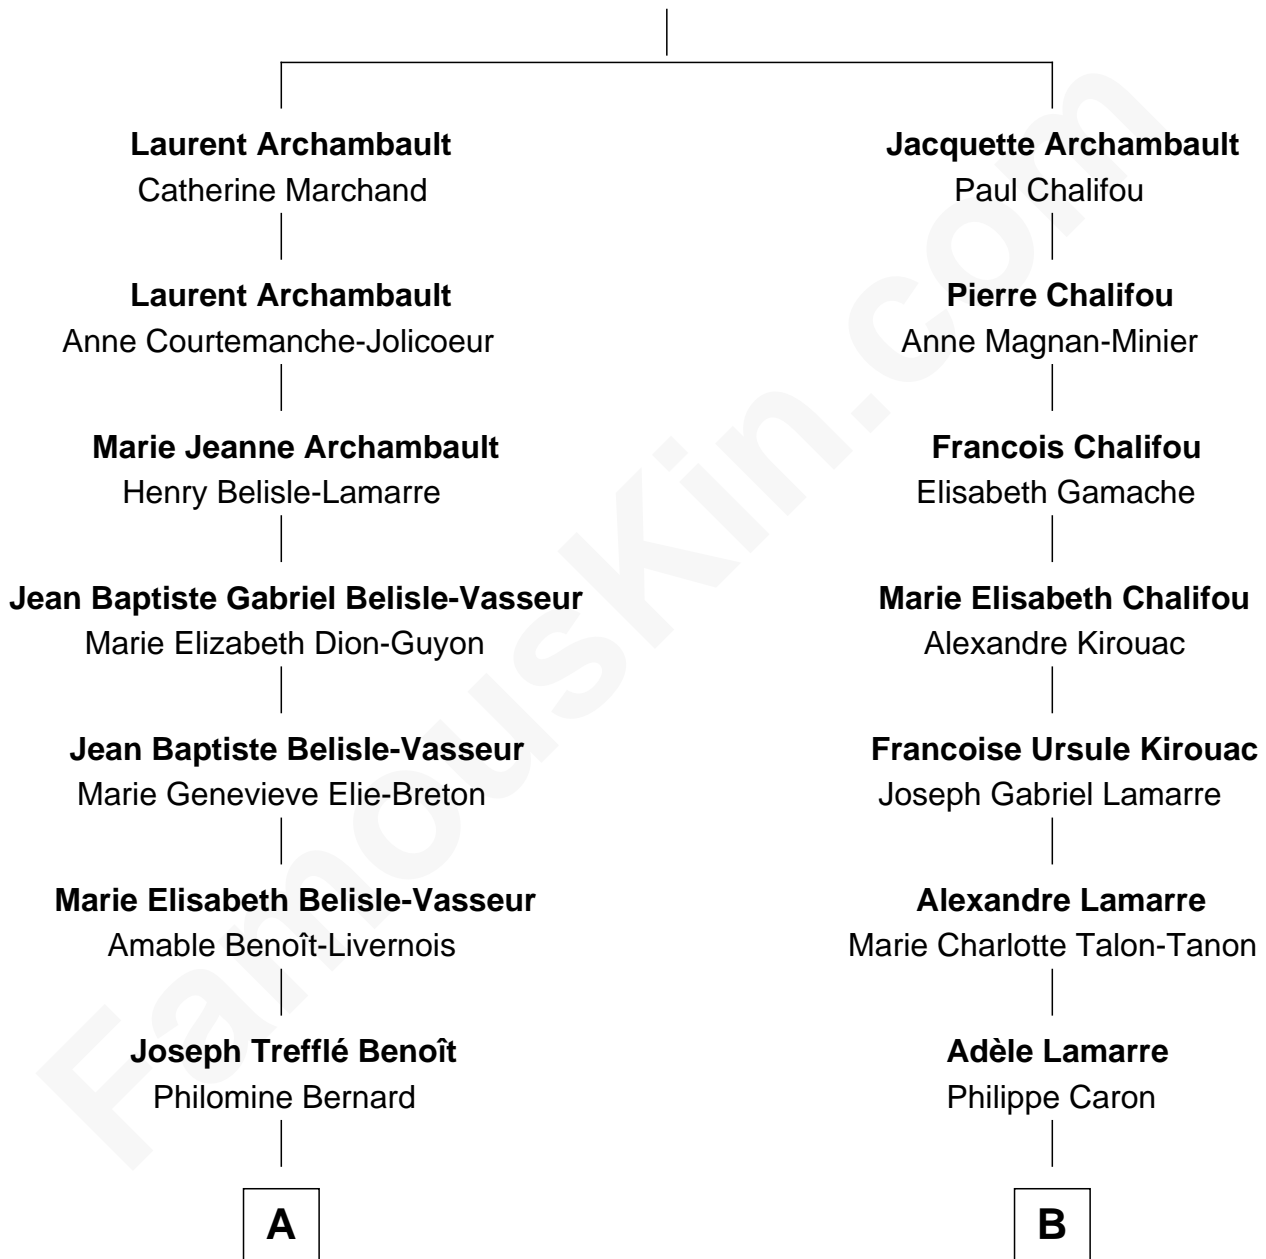 Laurent Archambault
Catherine Marchand
Laurent Archambault
Anne Courtemanche-Jolicoeur
Marie Jeanne Archambault
Henry Belisle-Lamarre
Jean Baptiste Gabriel Belisle-Vasseur
Marie Elizabeth Dion-Guyon
Jean Baptiste Belisle-Vasseur
Marie Genevieve Elie-Breton
Marie Elisabeth Belisle-Vasseur
Amable Benoît-Livernois
Joseph Trefflé Benoît
Philomine Bernard
A
Jacquette Archambault
Paul Chalifou
Pierre Chalifou
Anne Magnan-Minier
Francois Chalifou
Elisabeth Gamache
Marie Elisabeth Chalifou
Alexandre Kirouac
Francoise Ursule Kirouac
Joseph Gabriel Lamarre
Alexandre Lamarre
Marie Charlotte Talon-Tanon
Adèle Lamarre
Philippe Caron
B
FamousKin.com